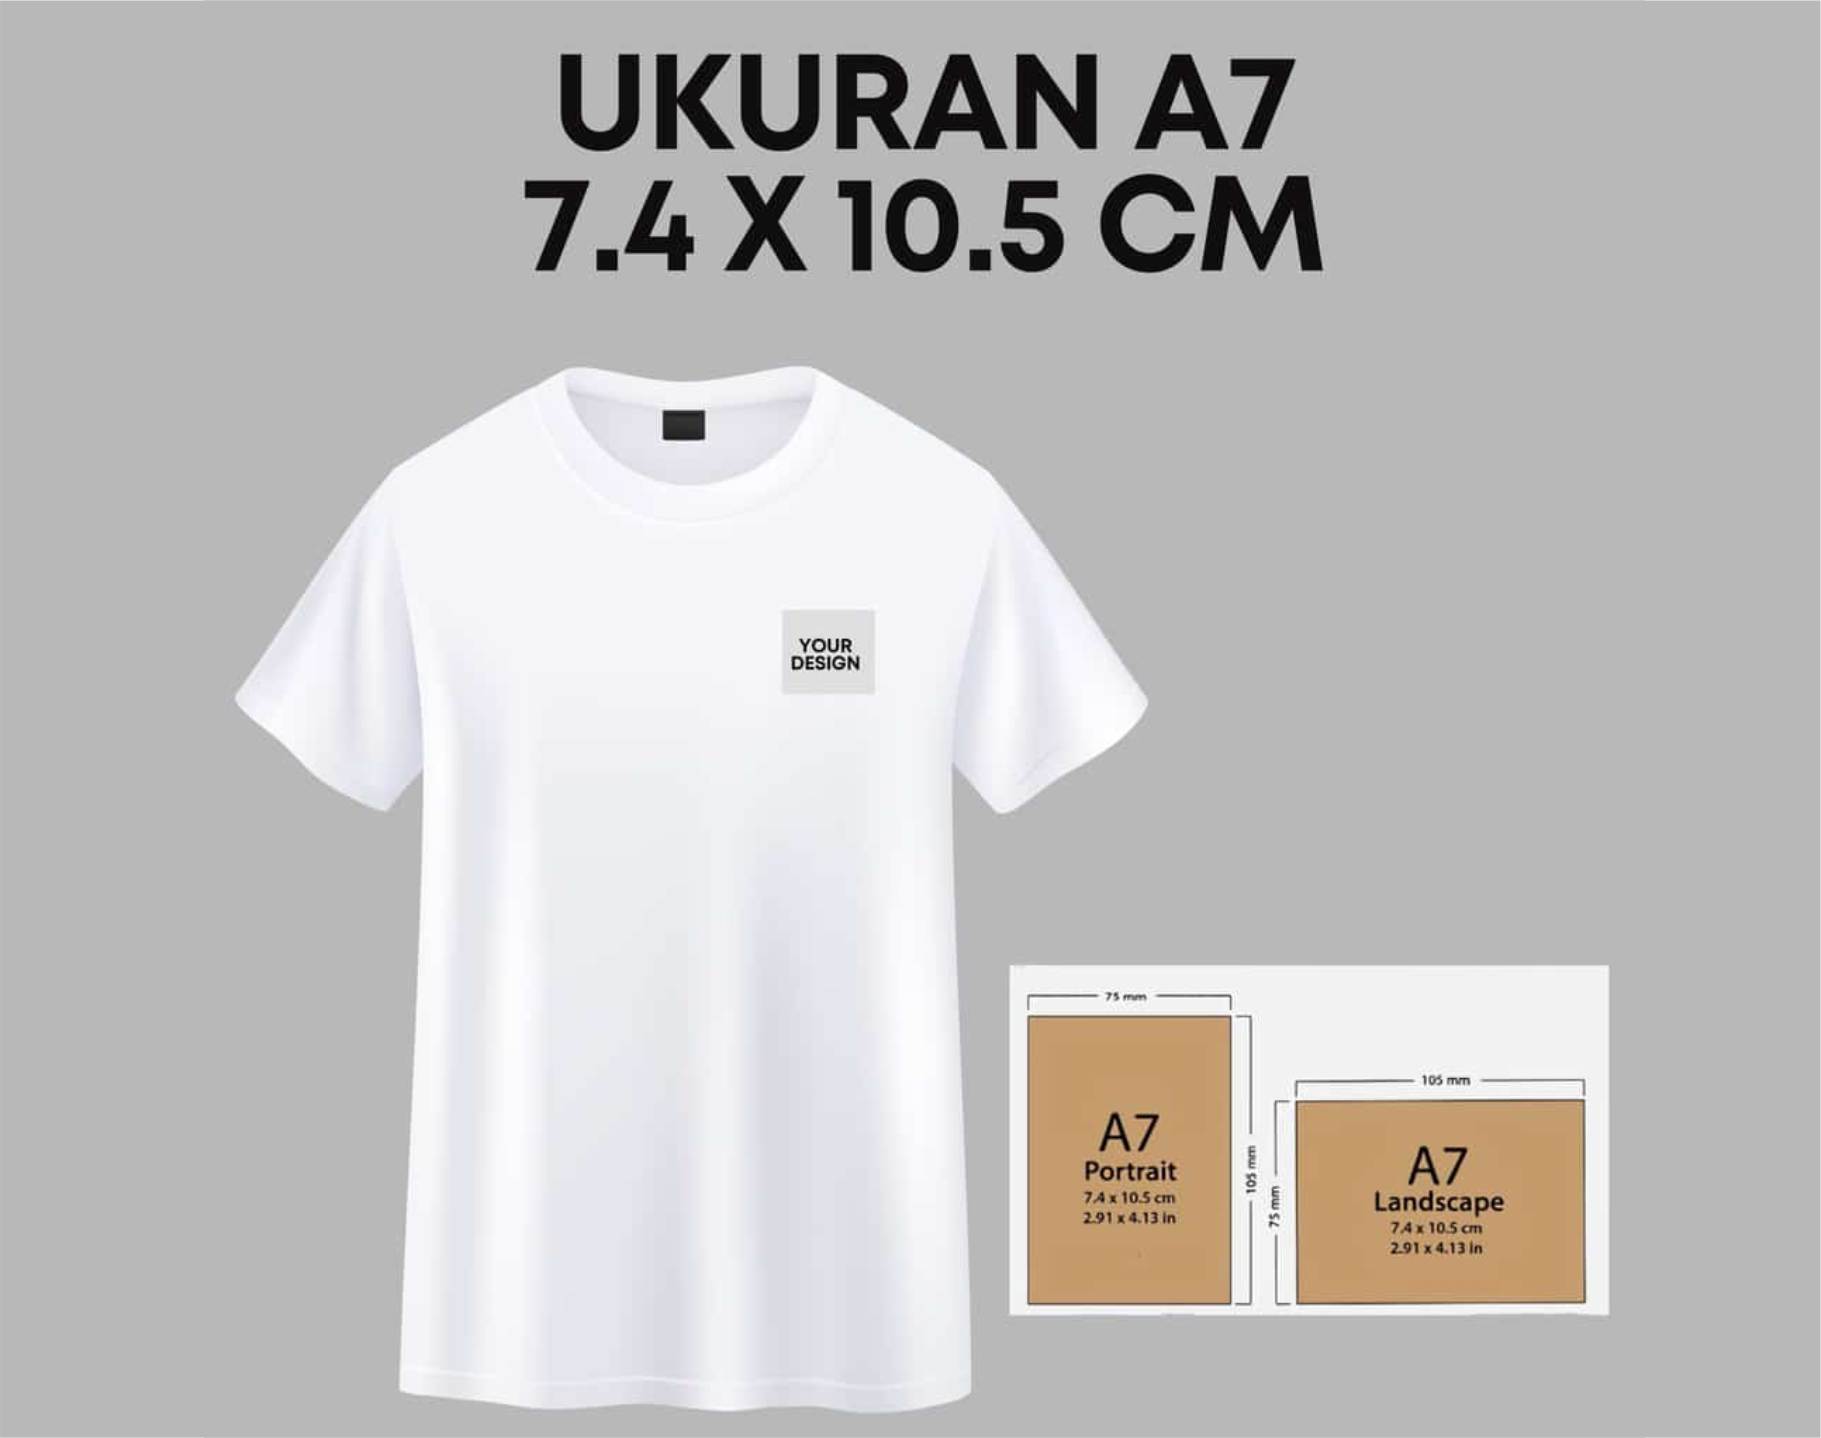 UKURAN A7
7.4 X 10.5 CM
YOUR
DESIGN
75 mm
105 mm
A7
Portrait
7.4 x 10.5 cm
2.91 x 4.13 in
105 mm
75 mm
A7
Landscape
7.4 x 10.5 cm
2.91 x 4.13 in